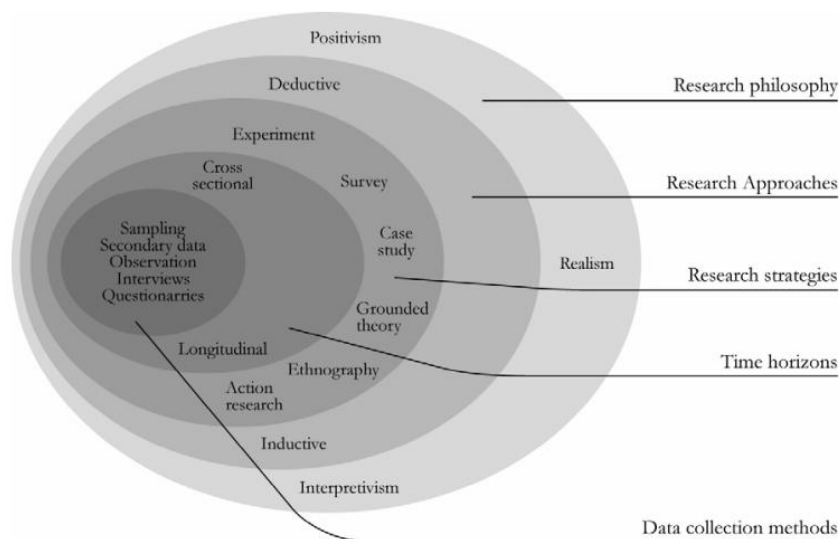 Positivism
Deductive
Research philosophy
Experiment
Cross
sectional
Survey
Research Approaches
Sampling
Secondary data
Observation
Interviews
Questionarries
Case
study
Realism
Research strategies
Grounded
theory
Longitudinal
Ethnography
Time horizons
Action
research
Inductive
Interpretivism
Data collection methods